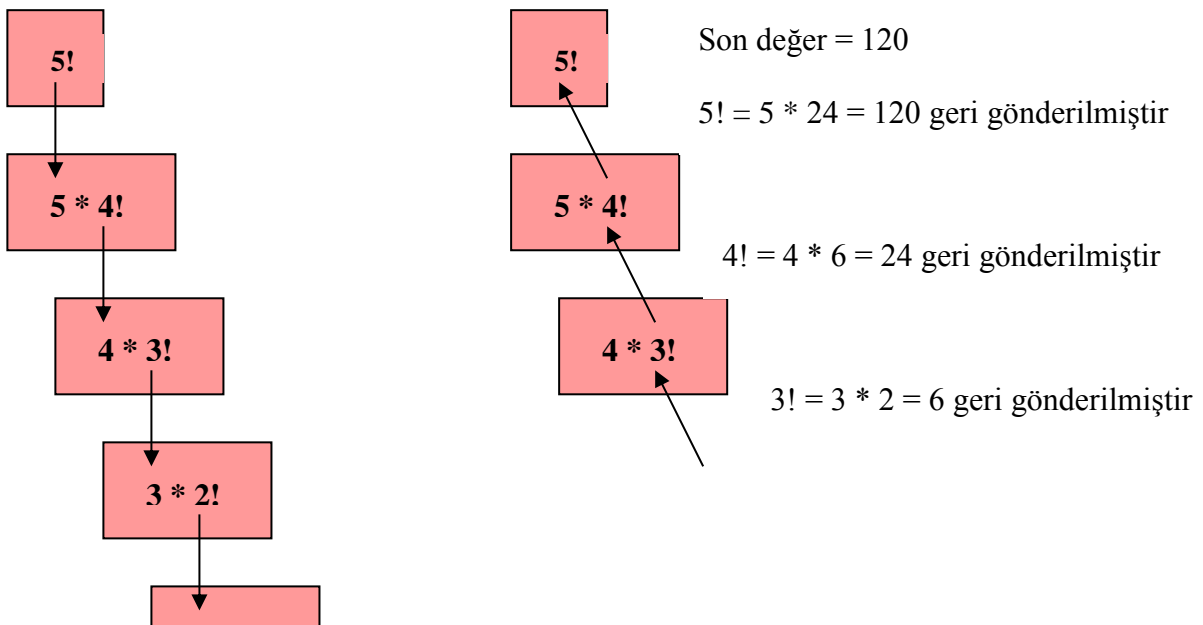 5!
5 * 4!
4 * 3!
3 * 2!
5!
5 * 4!
4 * 3!
Son değer = 120
5! = 5 * 24 = 120 geri gönderilmiştir
4! = 4 * 6 = 24 geri gönderilmiştir
3! = 3 * 2 = 6 geri gönderilmiştir